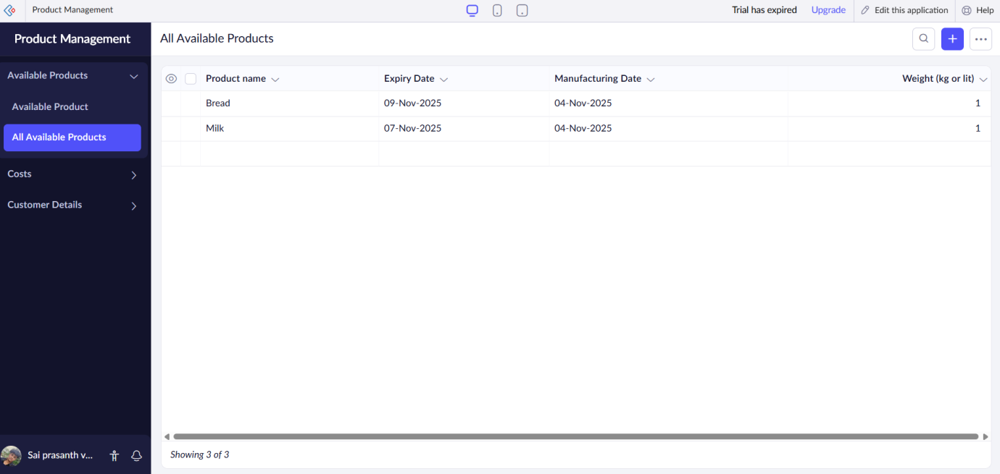 Product Management
Trial has expired
Upgrade
Edit this application
Help
Product Management
All Available Products
Available Products
Available Product
All Available Products
Costs
Customer Details
Product name Expiry Date Manufacturing Date Weight (kg or lit)
Bread 09-Nov-2025 04-Nov-2025 1
Milk 07-Nov-2025 04-Nov-2025 1
Showing 3 of 3
Sai prasanth v...